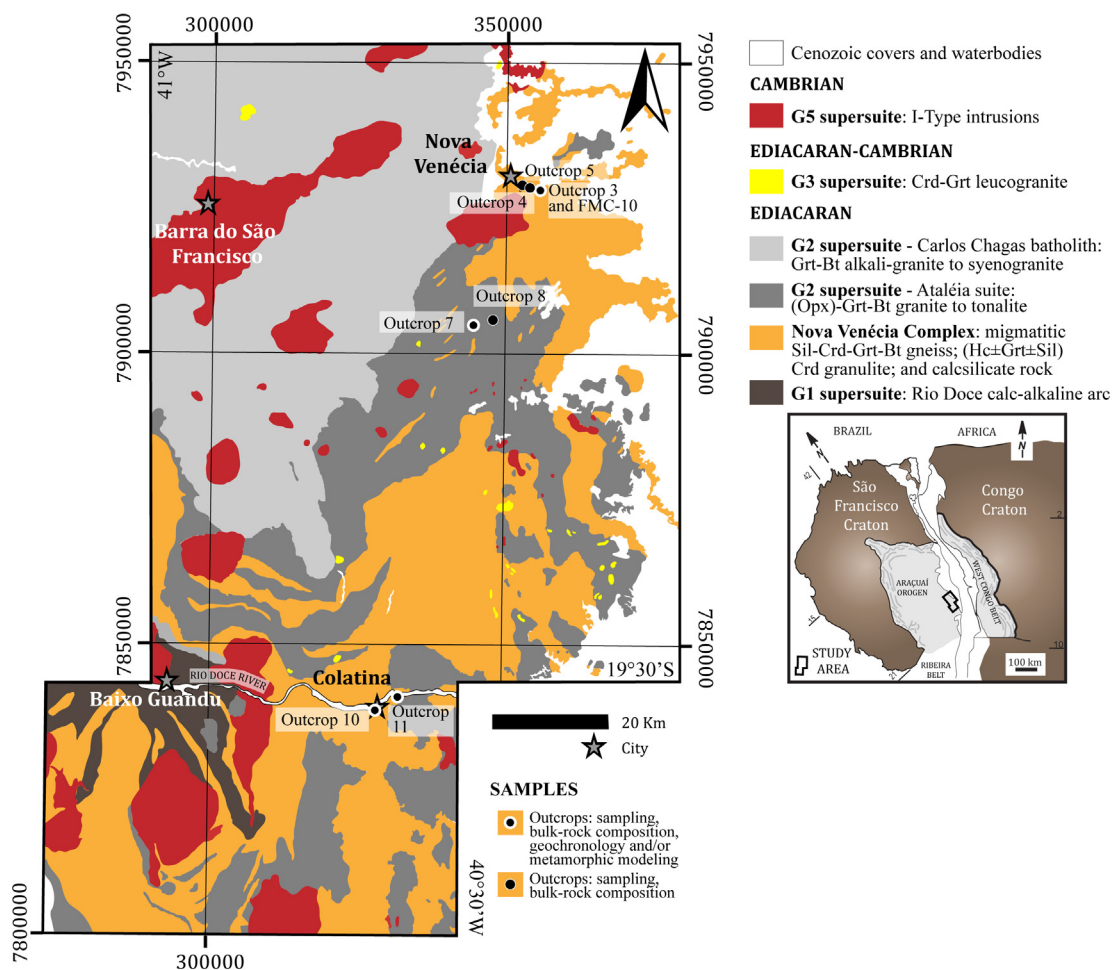 300000
350000
7950000
41°W
7950000
Nova
Venécia
Outcrop 5
Outcrop 4
Outcrop 3
and FMC-10
Barra do São
Francisco
Outcrop 8
Outcrop 7
7900000
7900000
7850000
7850000
19°30'S
RIO DOCE RIVER
Colatina
Baixo Guandu
Outcrop 10
Outcrop
11
40°30'W
7800000
300000
20 Km
City
SAMPLES
Outcrops: sampling,
bulk-rock composition,
geochronology and/or
metamorphic modeling
Outcrops: sampling,
bulk-rock composition
Cenozoic covers and waterbodies
CAMBRIAN
G5 supersuite: I-Type intrusions
EDIACARAN-CAMBRIAN
G3 supersuite: Crd-Grt leucogranite
EDIACARAN
G2 supersuite - Carlos Chagas batholith:
Grt-Bt alkali-granite to syenogranite
G2 supersuite - Ataléia suite:
(Opx)-Grt-Bt granite to tonalite
Nova Venécia Complex: migmatitic
Sil-Crd-Grt-Bt gneiss; (Hc±Grt±Sil)
Crd granulite; and calcsilicate rock
G1 supersuite: Rio Doce calc-alkaline arc
BRAZIL
AFRICA
N
N
42
São
Francisco
Craton
Congo
Craton
2
ARAÇUAÍ
OROGEN
WEST CONGO BELT
STUDY
AREA
21
RIBEIRA
BELT
10
100 km